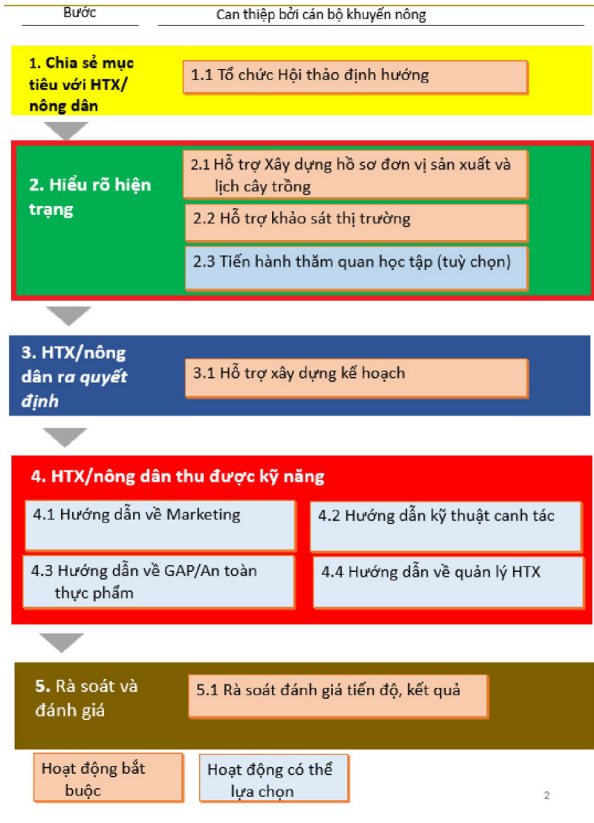 Bước Can thiệp bởi cán bộ khuyến nông
1. Chia sẻ mục
tiêu với HTX/
nông dân
1.1 Tổ chức Hội thảo định hướng
2. Hiểu rõ hiện
trạng
2.1 Hỗ trợ Xây dựng hồ sơ đơn vị sản xuất và
lịch cây trồng
2.2 Hỗ trợ khảo sát thị trường
2.3 Tiến hành thăm quan học tập (tuỳ chọn)
3. HTX/nông
dân ra quyết
định
3.1 Hỗ trợ xây dựng kế hoạch
4. HTX/nông dân thu được kỹ năng
4.1 Hướng dẫn về Marketing
4.2 Hướng dẫn kỹ thuật canh tác
4.3 Hướng dẫn về GAP/An toàn
thực phẩm
4.4 Hướng dẫn về quản lý HTX
5. Rà soát và
đánh giá
5.1 Rà soát đánh giá tiến độ, kết quả
Hoạt động bắt
buộc
Hoạt động có thể
lựa chọn
2